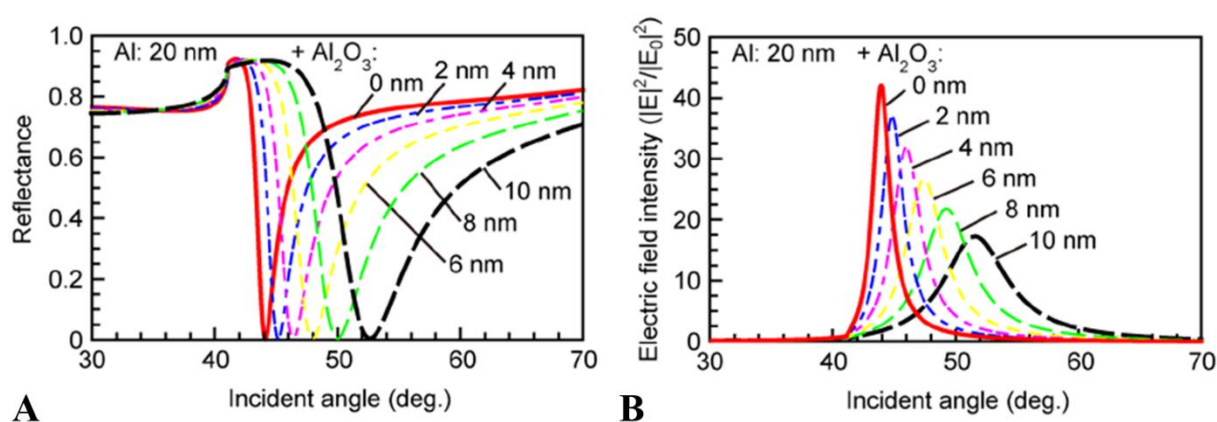 1.0
0.8
0.6
0.4
0.2
0
Reflectance
Al: 20 nm + Al₂O₃:
0 nm
2 nm
4 nm
6 nm
8 nm
10 nm
30 40 50 60 70
Incident angle (deg.)
A
50
40
30
20
10
0
Electric field intensity (|E|²/|E₀|²)
Al: 20 nm + Al₂O₃:
0 nm
2 nm
4 nm
6 nm
8 nm
10 nm
30 40 50 60 70
Incident angle (deg.)
B